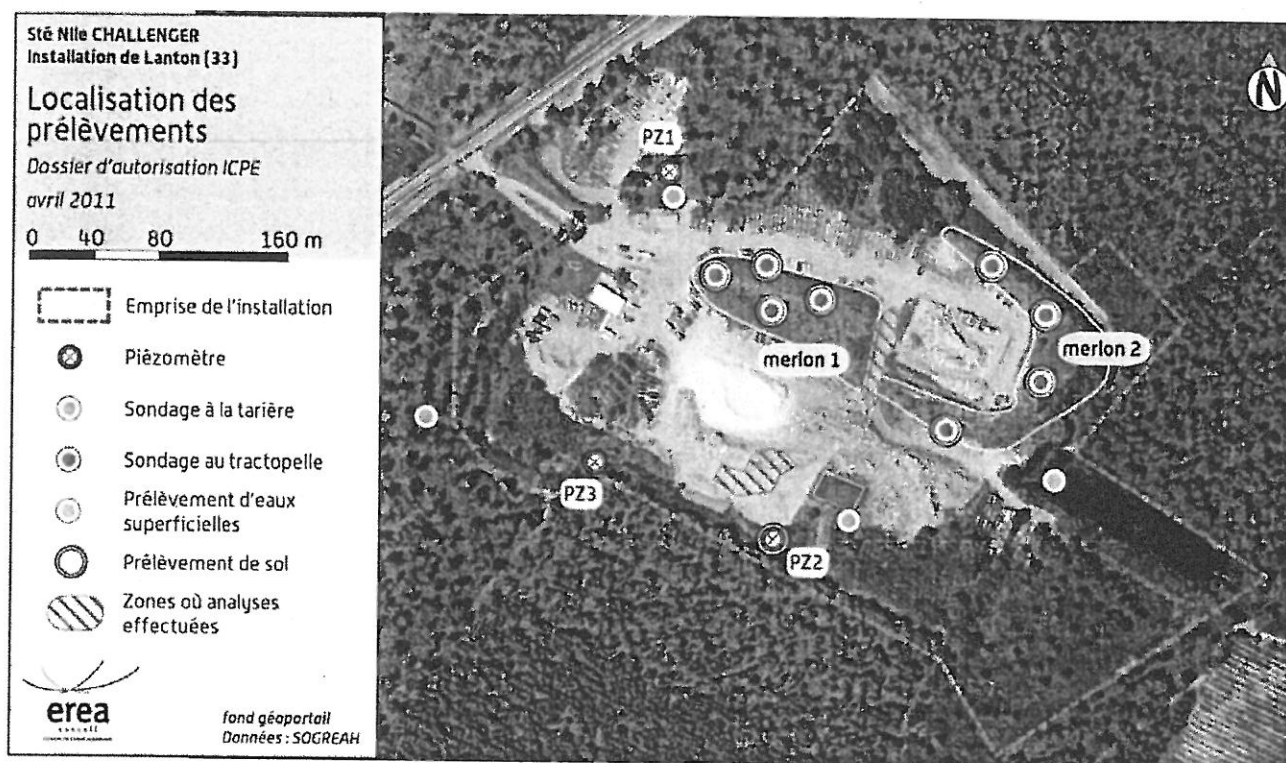 Sté Nlle CHALLENGER
Installation de Lanton (33)
Localisation des
prélèvements
Dossier d'autorisation ICPE
avril 2011
0 40 80 160 m
Emprise de l'installation
Piézomètre
Sondage à la tarière
Sondage au tractopelle
Prélèvement d'eaux
superficielles
Prélèvement de sol
Zones où analyses
effectuées
erea
conseil
fond géoportail
Données : SOGREAH
N
PZ1
merlon 1
merlon 2
PZ3
PZ2